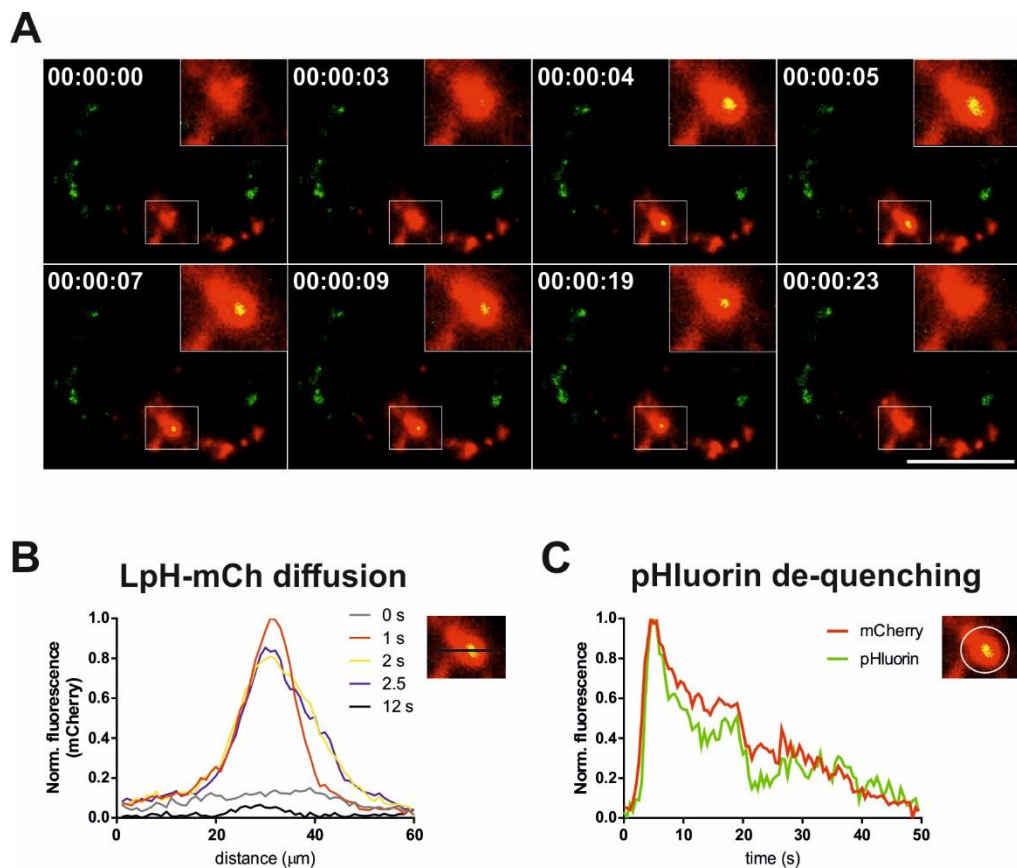 A
00:00:00
00:00:03
00:00:04
00:00:05
00:00:07
00:00:09
00:00:19
00:00:23
B
LpH-mCh diffusion
Norm. fluorescence
(mCherry)
1.0
0.8
0.6
0.4
0.2
0.0
0 s
1 s
2 s
2.5
12 s
0
20
40
60
distance (μm)
C
pHluorin de-quenching
Norm. fluorescence
1.0
0.8
0.6
0.4
0.2
0.0
mCherry
pHluorin
0
10
20
30
40
50
time (s)